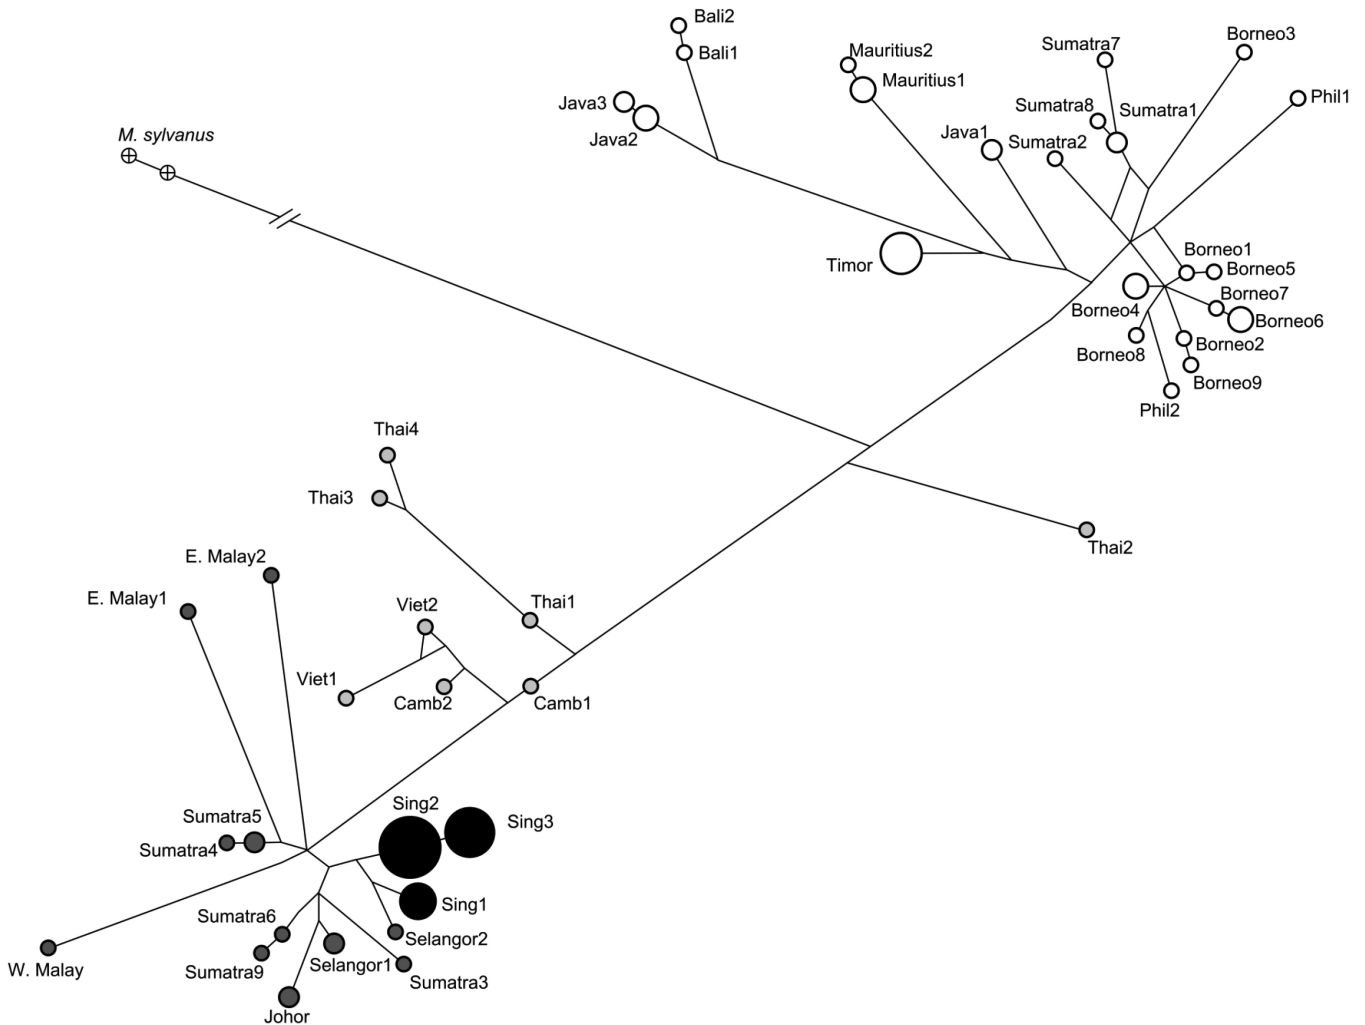 Bali2
Borneo3
Mauritius2
Sumatra7
Bali1
Mauritius1
Phil1
Java3
Sumatra8
Sumatra1
M. sylvanus
Java1
Java2
Sumatra2
Borneo1
Timor
Borneo5
Borneo7
Borneo4
Borneo6
Borneo2
Borneo8
Borneo9
Phil2
Thai4
Thai3
Thai2
E. Malay2
E. Malay1
Viet2
Thai1
Viet1
Camb2
Camb1
Sing2
Sumatra5
Sing3
Sumatra4
Sing1
Sumatra6
Selangor2
W. Malay
Sumatra9
Selangor1
Sumatra3
Johor